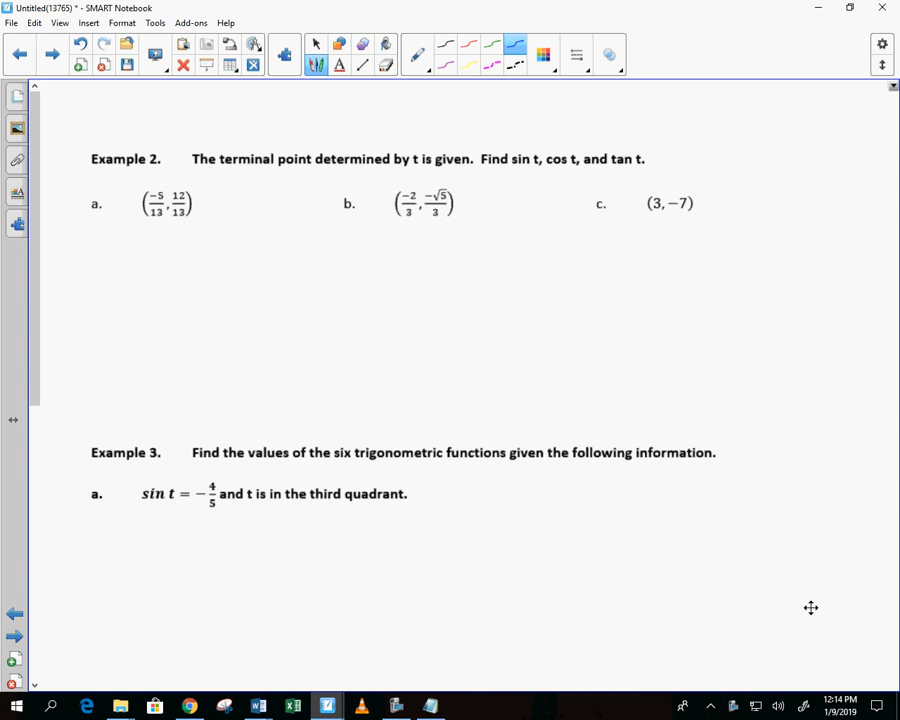 Untitled(13765) * - SMART Notebook
File Edit View Insert Format Tools Add-ons Help
Example 2. The terminal point determined by t is given. Find sin t, cos t, and tan t.
a. (-5/13, 12/13) b. (-2/3, -√5/3) c. (3, -7)
Example 3. Find the values of the six trigonometric functions given the following information.
a. sin t = -4/5 and t is in the third quadrant.
12:14 PM
1/9/2019